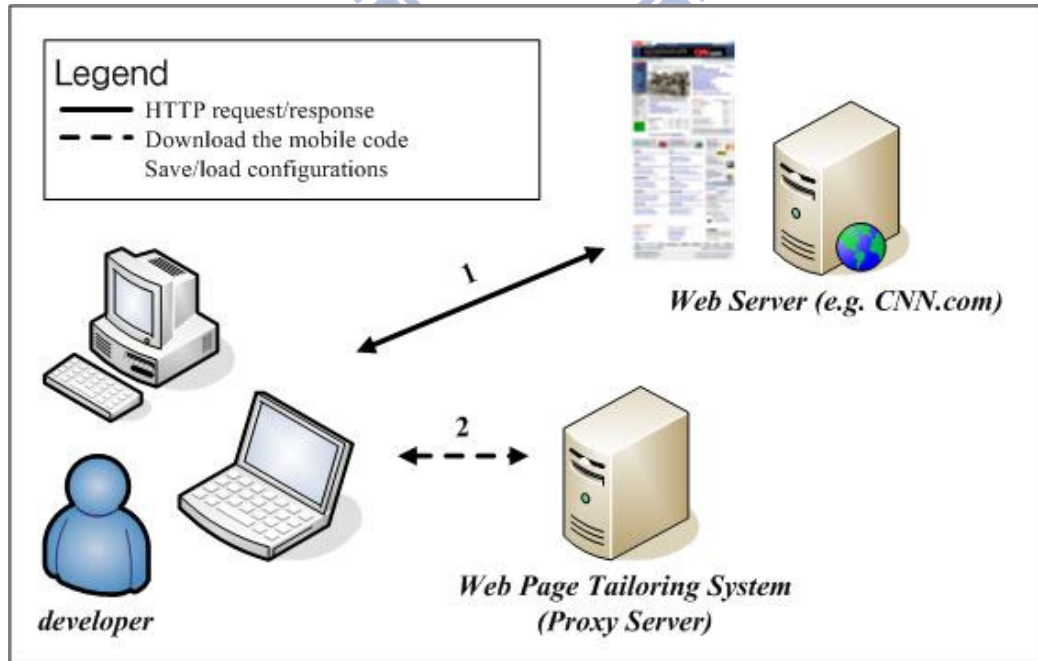 Legend
HTTP request/response
Download the mobile code
Save/load configurations
1
Web Server (e.g. CNN.com)
2
Web Page Tailoring System
(Proxy Server)
developer